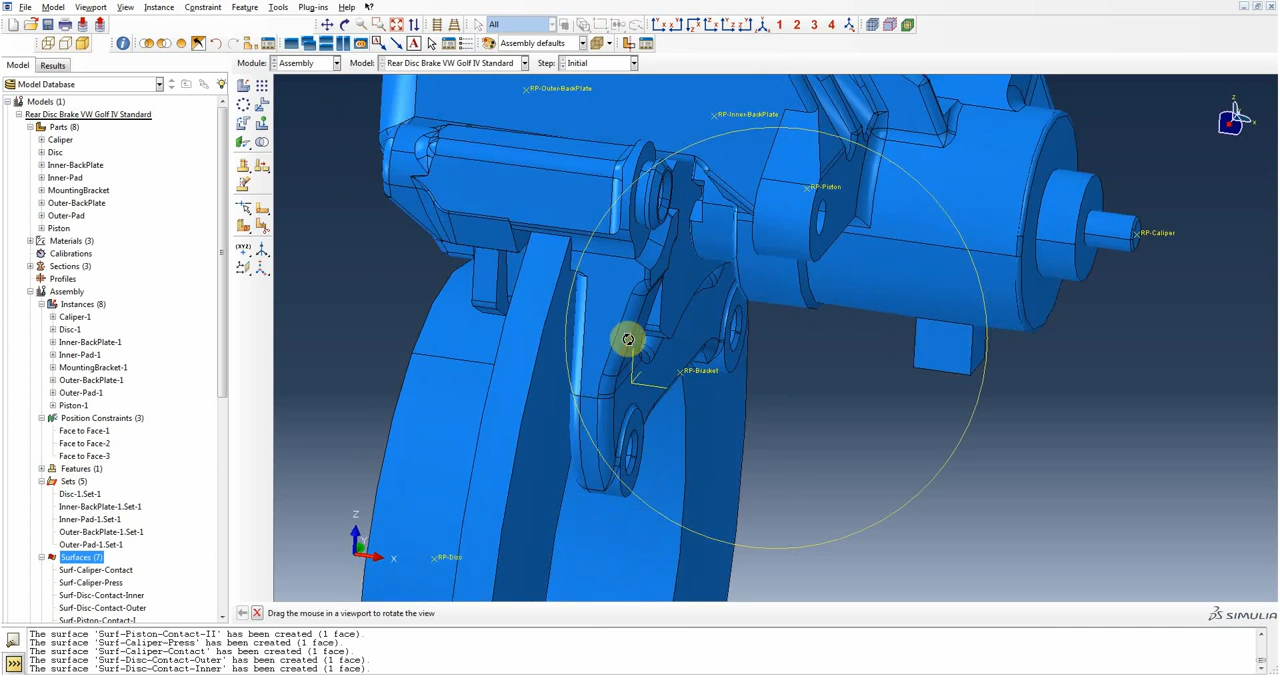 File Model Viewport View Instance Constraint Feature Tools Plug-ins Help
All 1 2 3 4
Assembly defaults
Model Results Module: Assembly Model: Rear Disc Brake VW Golf IV Standard Step: Initial
Model Database
Models (1)
Rear Disc Brake VW Golf IV Standard
Parts (8)
Caliper
Disc
Inner-BackPlate
Inner-Pad
MountingBracket
Outer-BackPlate
Outer-Pad
Piston
Materials (3)
Calibrations
Sections (3)
Profiles
Assembly
Instances (8)
Caliper-1
Disc-1
Inner-BackPlate-1
Inner-Pad-1
MountingBracket-1
Outer-BackPlate-1
Outer-Pad-1
Piston-1
Position Constraints (3)
Face to Face-1
Face to Face-2
Face to Face-3
Features (1)
Sets (5)
Disc-1.Set-1
Inner-BackPlate-1.Set-1
Inner-Pad-1.Set-1
Outer-BackPlate-1.Set-1
Outer-Pad-1.Set-1
Surfaces (7)
Surf-Caliper-Contact
Surf-Caliper-Press
Surf-Disc-Contact-Inner
Surf-Disc-Contact-Outer
Surf-Piston-Contact-I
RP-Outer-BackPlate
RP-Inner-BackPlate
RP-Piston
RP-Caliper
RP-Bracket
RP-Disc
Z
X
Y
Z
X
(XYZ)
Drag the mouse in a viewport to rotate the view
SIMULIA
The surface 'Surf-Piston-Contact-II' has been created (1 face).
The surface 'Surf-Caliper-Press' has been created (1 face).
The surface 'Surf-Caliper-Contact' has been created (1 face).
The surface 'Surf-Disc-Contact-Outer' has been created (1 face).
The surface 'Surf-Disc-Contact-Inner' has been created (1 face).
>>>